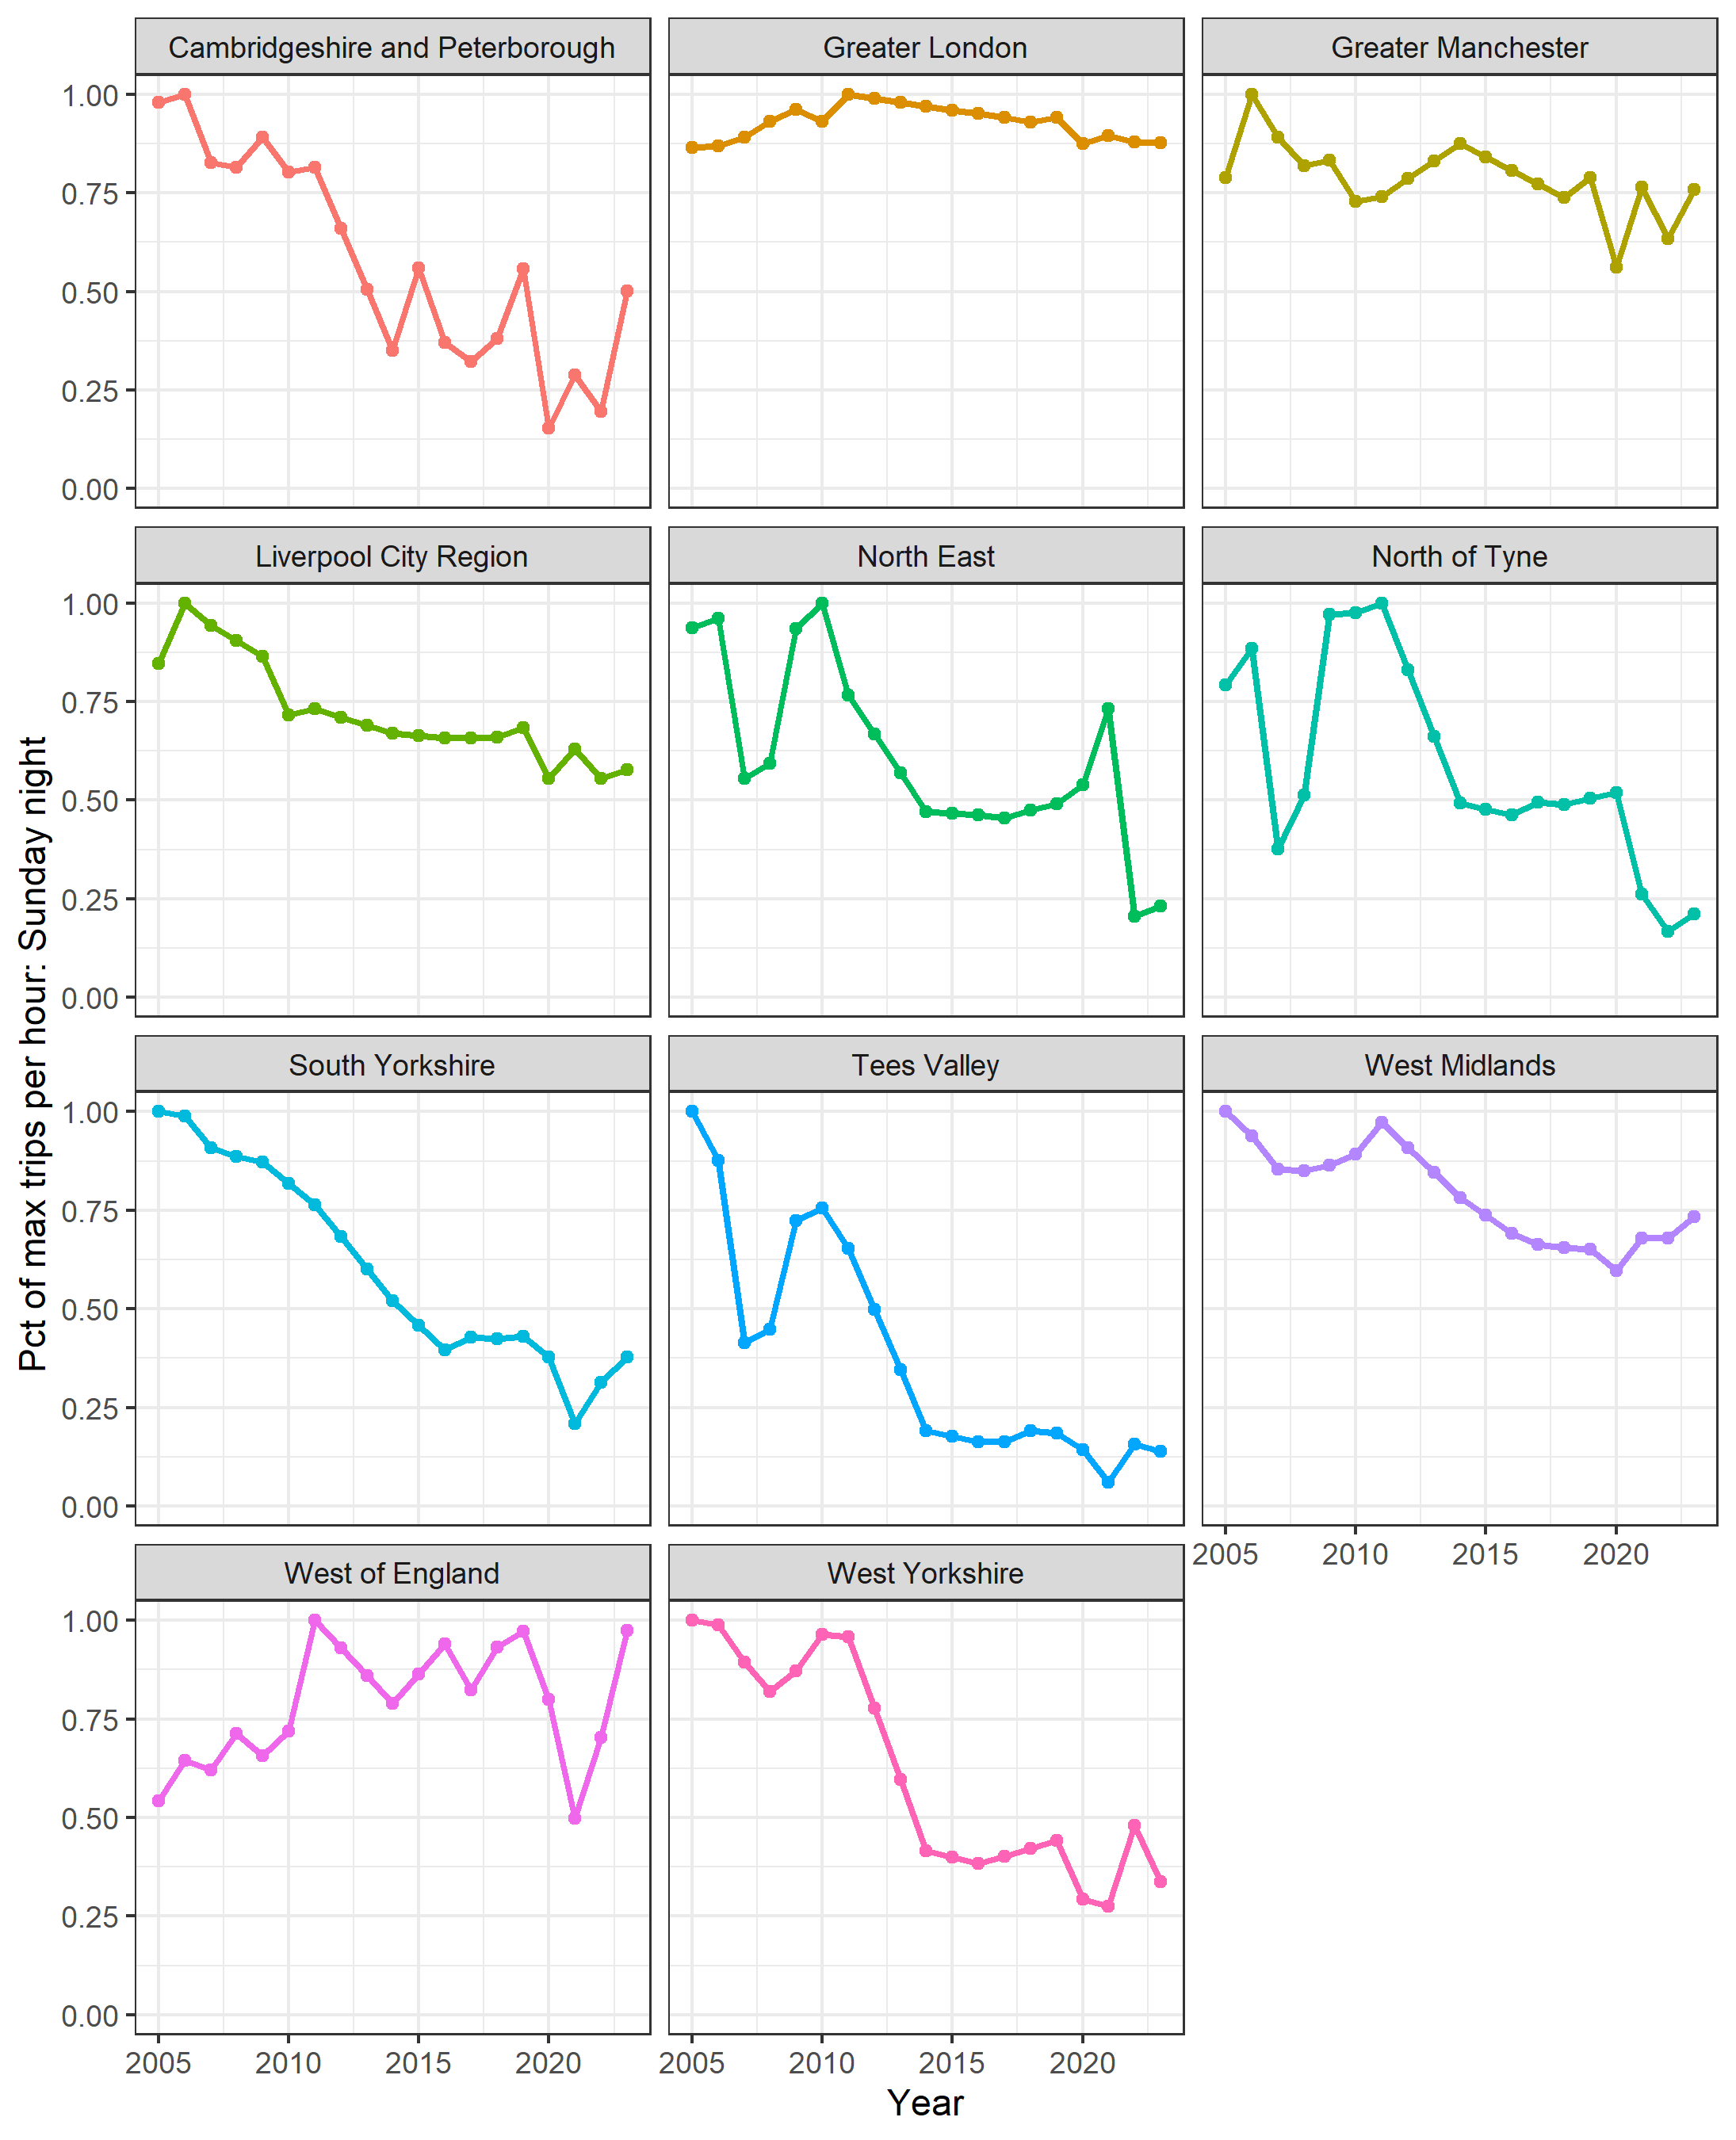 Cambridgeshire and Peterborough
Greater London
Greater Manchester
1.00
0.75
0.50
0.25
0.00
Liverpool City Region
North East
North of Tyne
1.00
0.75
0.50
0.25
0.00
Pct of max trips per hour: Sunday night
South Yorkshire
Tees Valley
West Midlands
1.00
0.75
0.50
0.25
0.00
2005 2010 2015 2020
West of England
West Yorkshire
1.00
0.75
0.50
0.25
0.00
2005 2010 2015 2020
2005 2010 2015 2020
Year